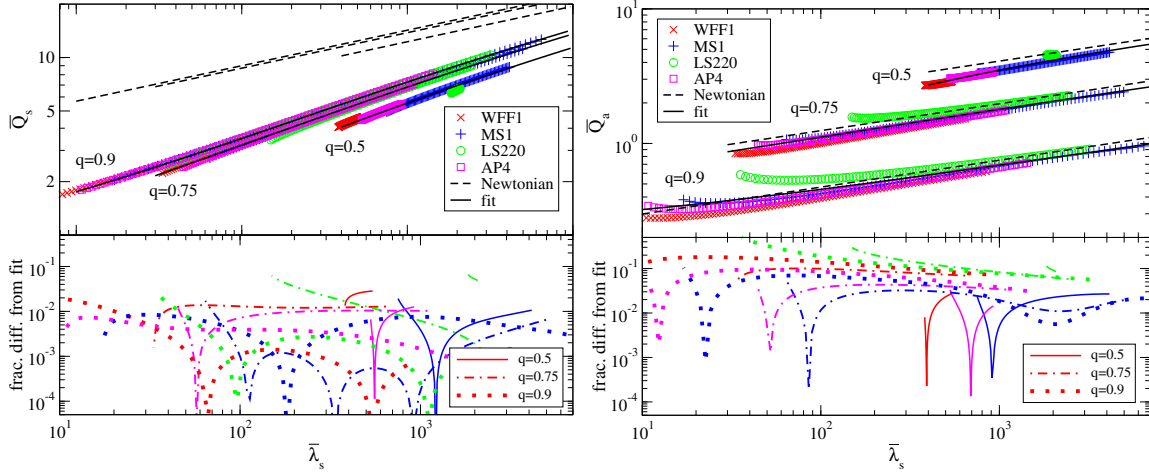 10
5
2
Q̅ₛ
q=0.9
q=0.75
q=0.5
WFF1
MS1
LS220
AP4
Newtonian
fit
10⁻¹
10⁻²
10⁻³
10⁻⁴
frac. diff. from fit
q=0.5
q=0.75
q=0.9
10¹
10²
10³
λ̅ₛ
10¹
10⁰
Q̅ₐ
WFF1
MS1
LS220
AP4
Newtonian
fit
q=0.5
q=0.75
q=0.9
10⁻¹
10⁻²
10⁻³
10⁻⁴
frac. diff. from fit
q=0.5
q=0.75
q=0.9
10¹
10²
10³
λ̅ₛ